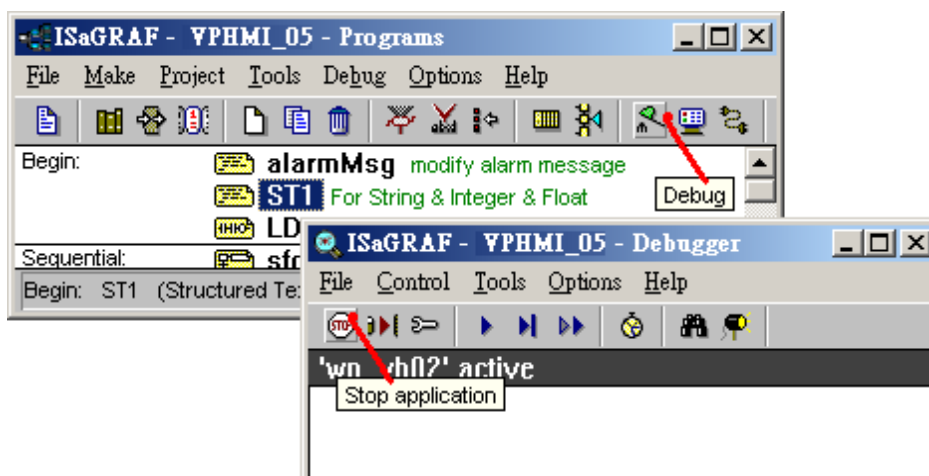 ISaGRAF - VPHMI_05 - Programs
File Make Project Tools Debug Options Help
Begin: alarmMsg modify alarm message
ST1 For String & Integer & Float
Debug
LD
Sequential: sfc
Begin: ST1 (Structured Te
ISaGRAF - VPHMI_05 - Debugger
File Control Tools Options Help
STOP
active
Stop application